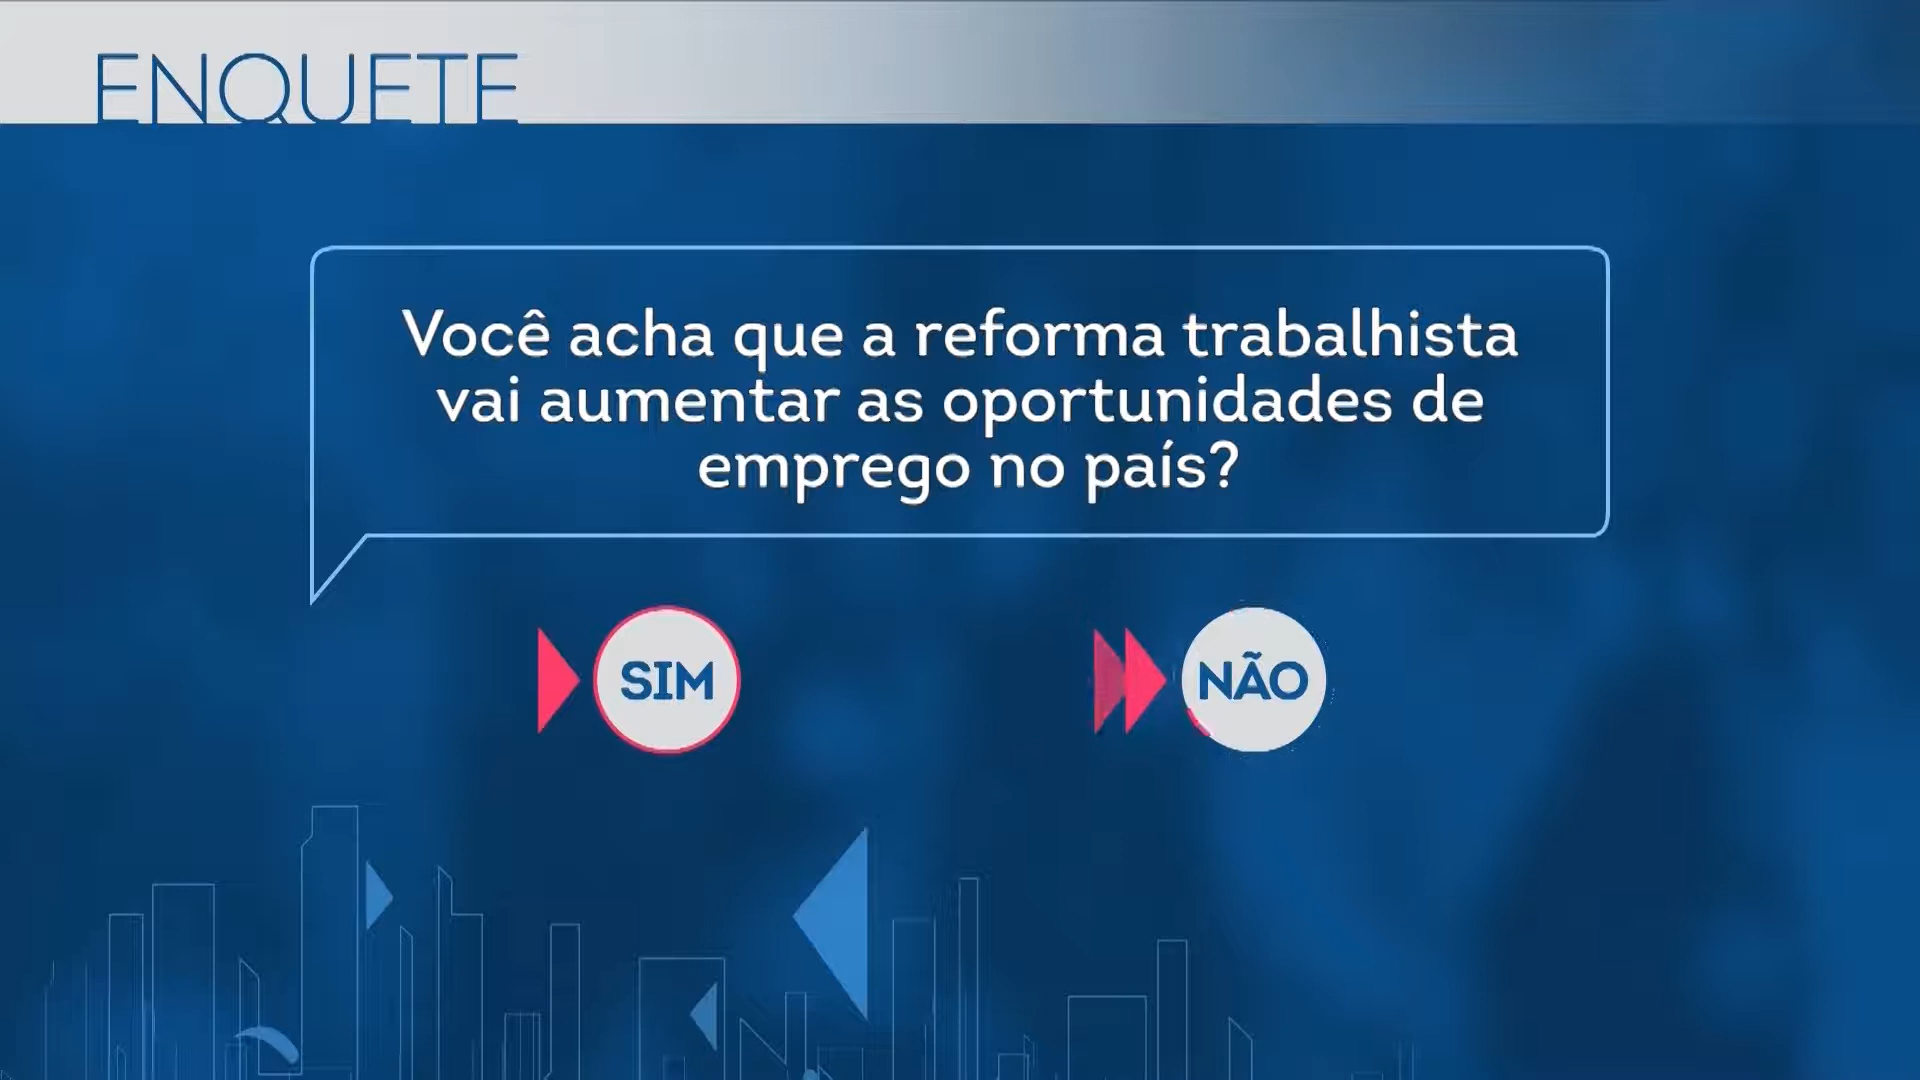 ENQUETE
Você acha que a reforma trabalhista
vai aumentar as oportunidades de
emprego no país?
SIM
NÃO